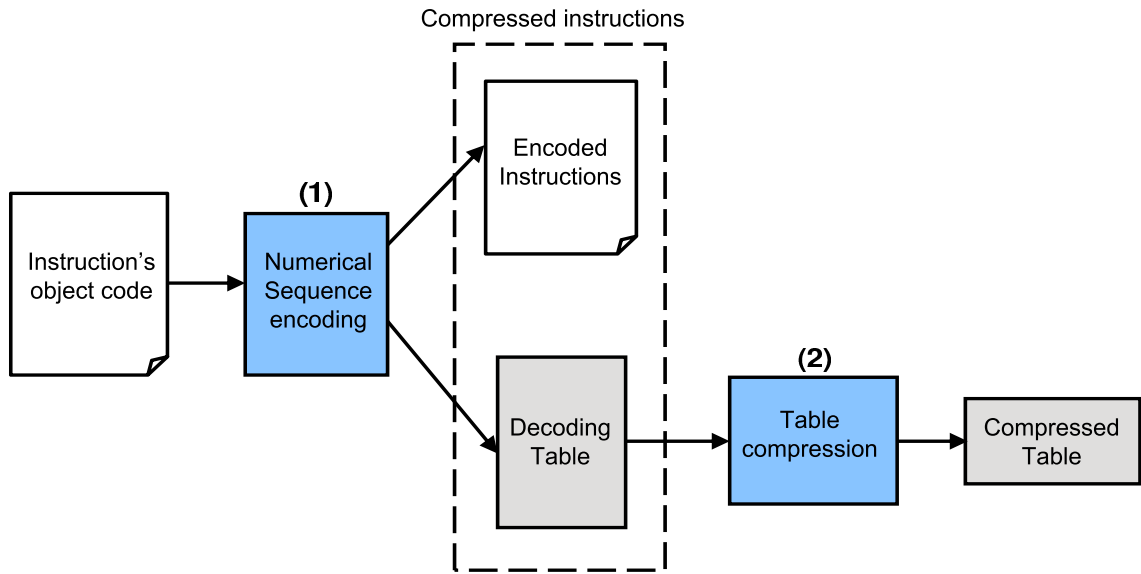 Compressed instructions
Encoded
Instructions
(1)
Instruction's
object code
Numerical
Sequence
encoding
(2)
Decoding
Table
Table
compression
Compressed
Table